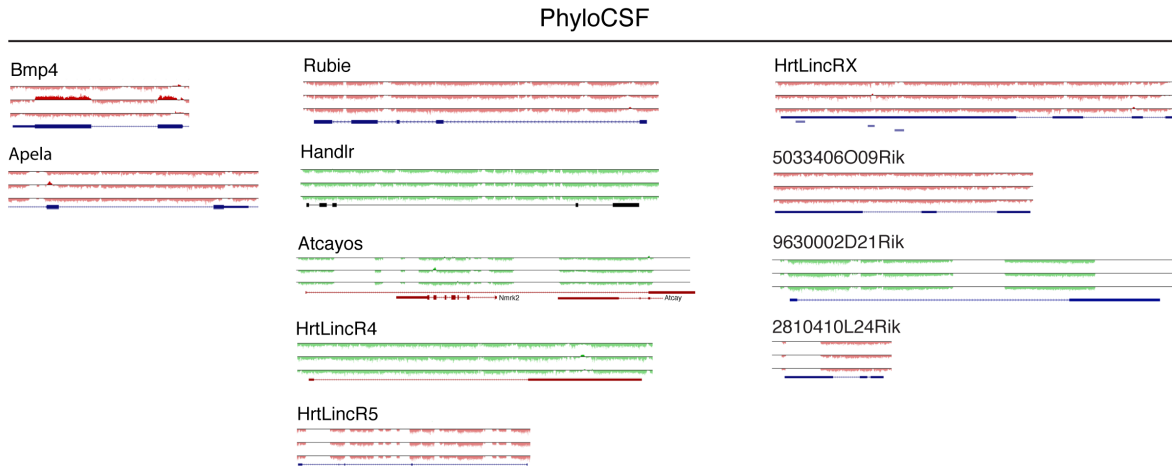 PhyloCSF
Bmp4
Apela
Rubie
Handlr
Atcayos
Nmrk2
Atcay
HrtLincR4
HrtLincR5
HrtLincRX
5033406O09Rik
9630002D21Rik
2810410L24Rik